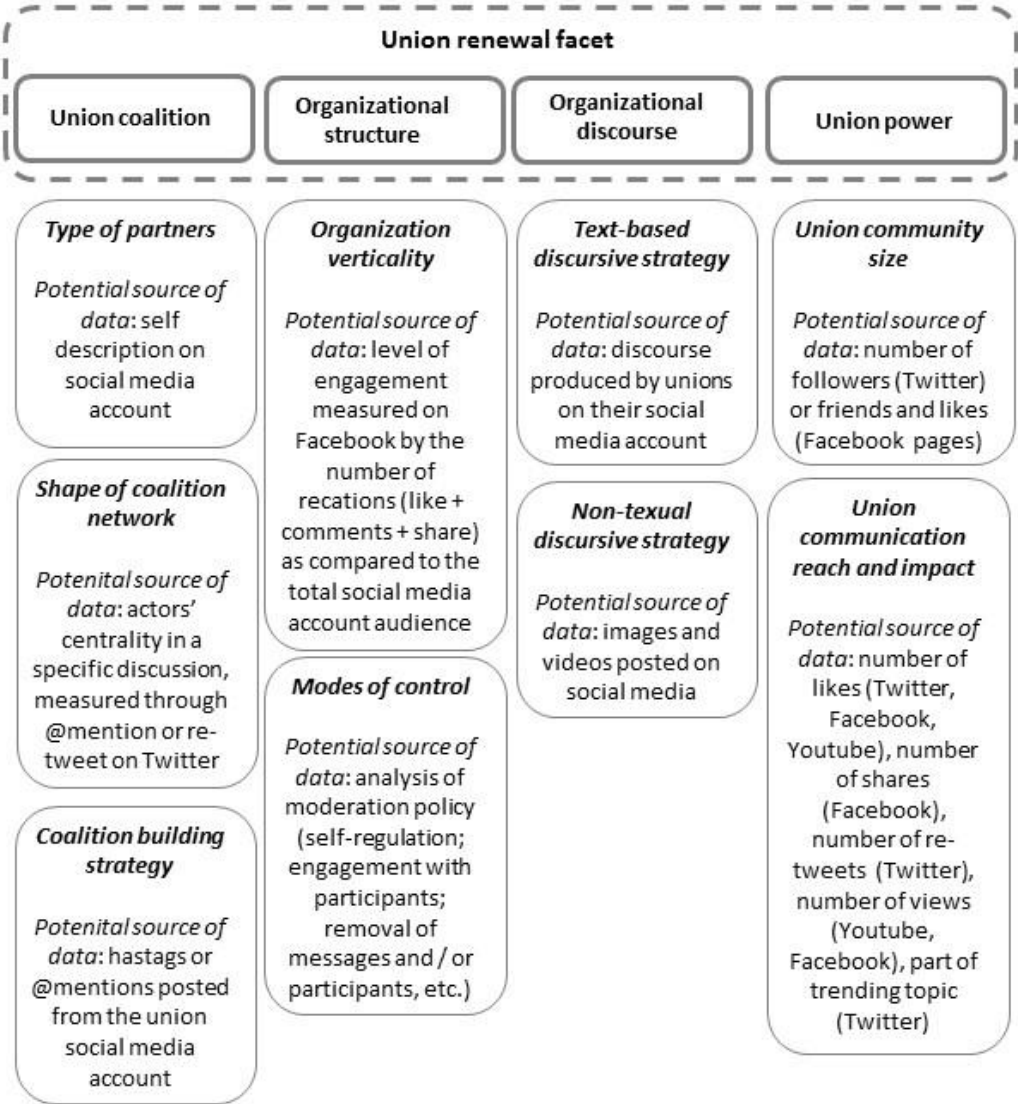 Union renewal facet
Union coalition
Organizational
structure
Organizational
discourse
Union power
Type of partners
Potential source of
data: self
description on
social media
account
Shape of coalition
network
Potenital source of
data: actors’
centrality in a
specific discussion,
measured through
@mention or re-
tweet on Twitter
Coalition building
strategy
Potenital source of
data: hastags or
@mentions posted
from the union
social media
account
Organization
verticality
Potential source of
data: level of
engagement
measured on
Facebook by the
number of
recations (like +
comments + share)
as compared to the
total social media
account audience
Modes of control
Potential source of
data: analysis of
moderation policy
(self-regulation;
engagement with
participants;
removal of
messages and / or
participants, etc.)
Text-based
discursive strategy
Potential source of
data: discourse
produced by unions
on their social
media account
Non-texual
discursive strategy
Potential source of
data: images and
videos posted on
social media
Union community
size
Potential source of
data: number of
followers (Twitter)
or friends and likes
(Facebook pages)
Union
communication
reach and impact
Potential source of
data: number of
likes (Twitter,
Facebook,
Youtube), number
of shares
(Facebook),
number of re-
tweets (Twitter),
number of views
(Youtube,
Facebook), part of
trending topic
(Twitter)